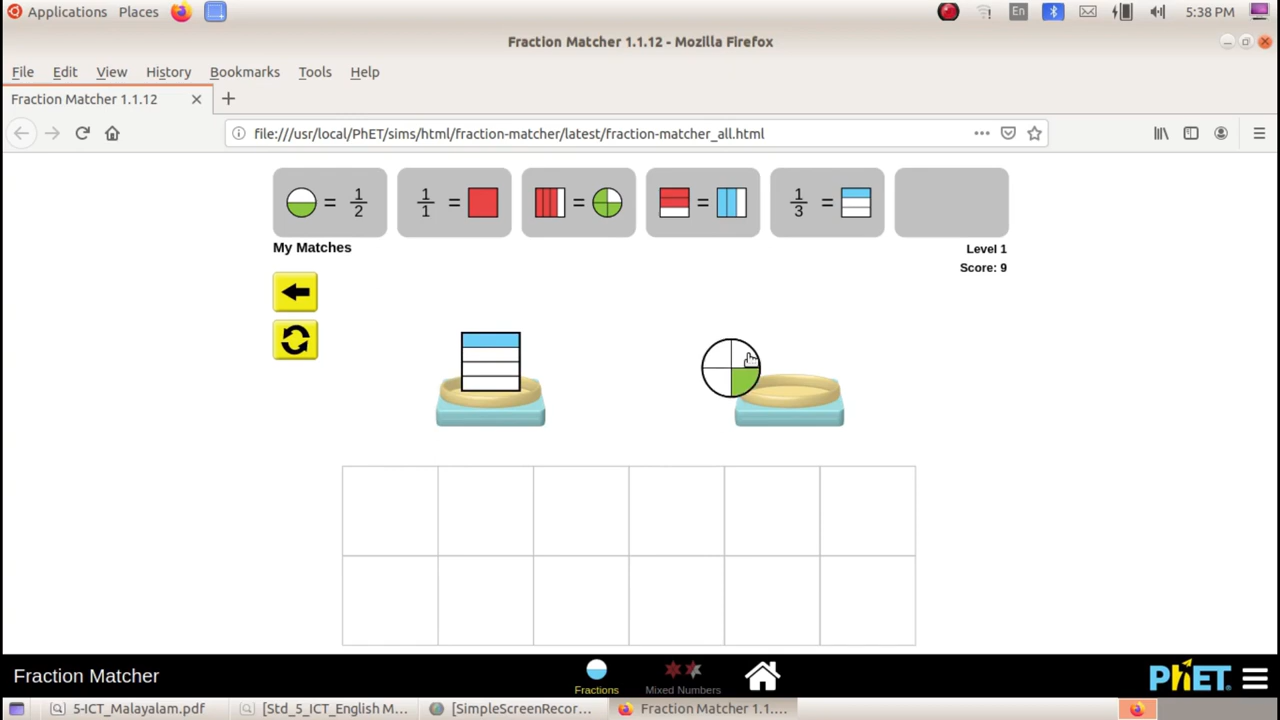 Applications Places En 5:38 PM
Fraction Matcher 1.1.12 - Mozilla Firefox
File Edit View History Bookmarks Tools Help
Fraction Matcher 1.1.12
file:///usr/local/PhET/sims/html/fraction-matcher/latest/fraction-matcher_all.html
= 1/2 1/1 = = = 1/3 =
My Matches
Level 1
Score: 9
Fraction Matcher
Fractions
Mixed Numbers
PhET
5-ICT_Malayalam.pdf [Std_5_ICT_English M... [SimpleScreenRecor... Fraction Matcher 1.1....